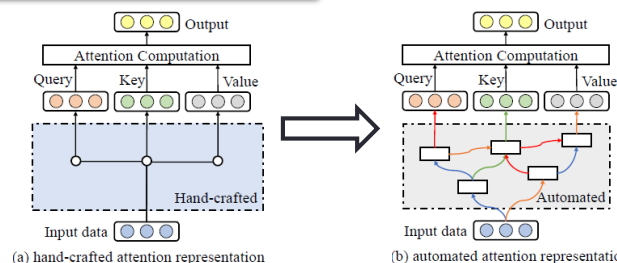 Output
Attention Computation
Query Key Value
Hand-crafted
Input data
(a) hand-crafted attention representation
Output
Attention Computation
Query Key Value
Automated
Input data
(b) automated attention representatio